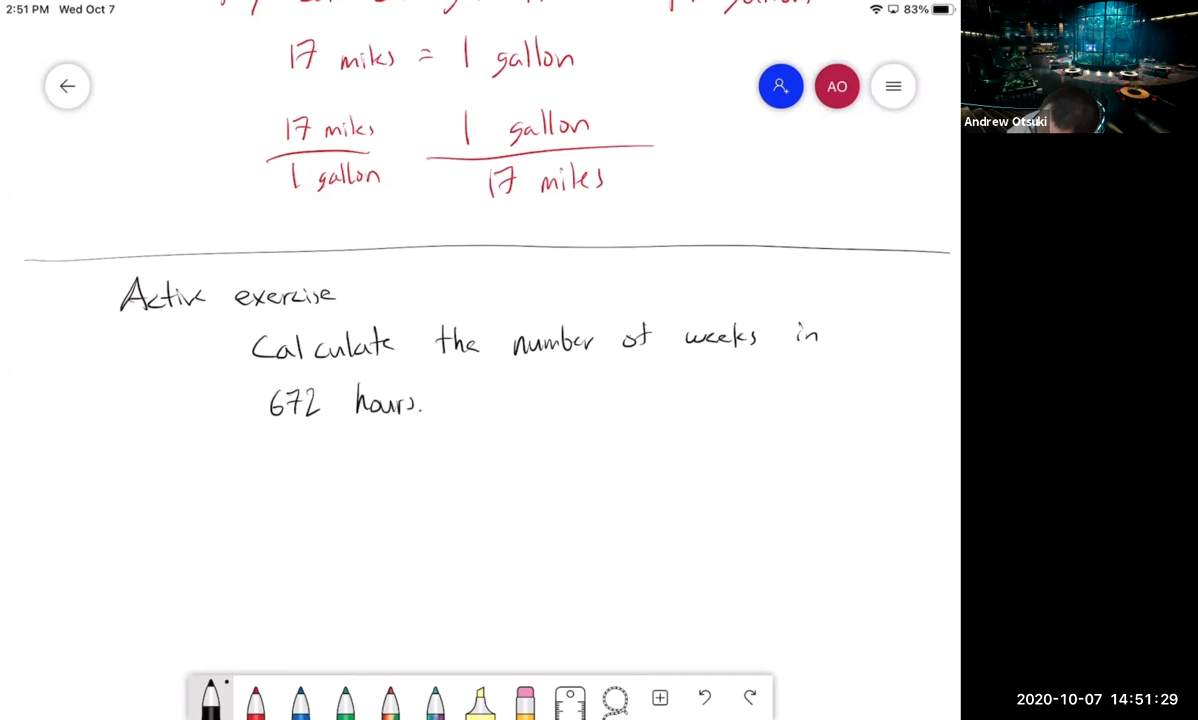 2:51 PM Wed Oct 7
83%
17 miles = 1 gallon
AO
17 miles
1 gallon
1 gallon
17 miles
Andrew Otsuki
Active exercise
Calculate the number of weeks in
672 hours.
2020-10-07 14:51:29